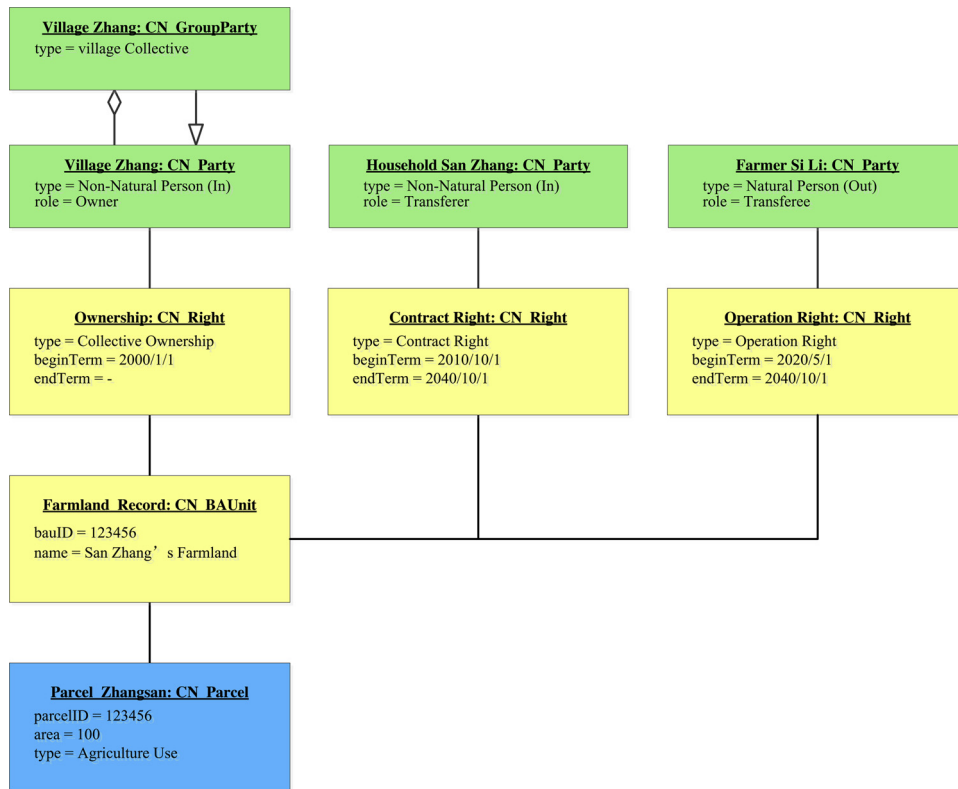 Village Zhang: CN_GroupParty
type = village Collective
Village Zhang: CN_Party
type = Non-Natural Person (In)
role = Owner
Household San Zhang: CN_Party
type = Non-Natural Person (In)
role = Transferer
Farmer Si Li: CN_Party
type = Natural Person (Out)
role = Transferee
Ownership: CN_Right
type = Collective Ownership
beginTerm = 2000/1/1
endTerm = -
Contract Right: CN_Right
type = Contract Right
beginTerm = 2010/10/1
endTerm = 2040/10/1
Operation Right: CN_Right
type = Operation Right
beginTerm = 2020/5/1
endTerm = 2040/10/1
Farmland_Record: CN_BAUnit
bauID = 123456
name = San Zhang’s Farmland
Parcel_Zhangsan: CN_Parcel
parcelID = 123456
area = 100
type = Agriculture Use